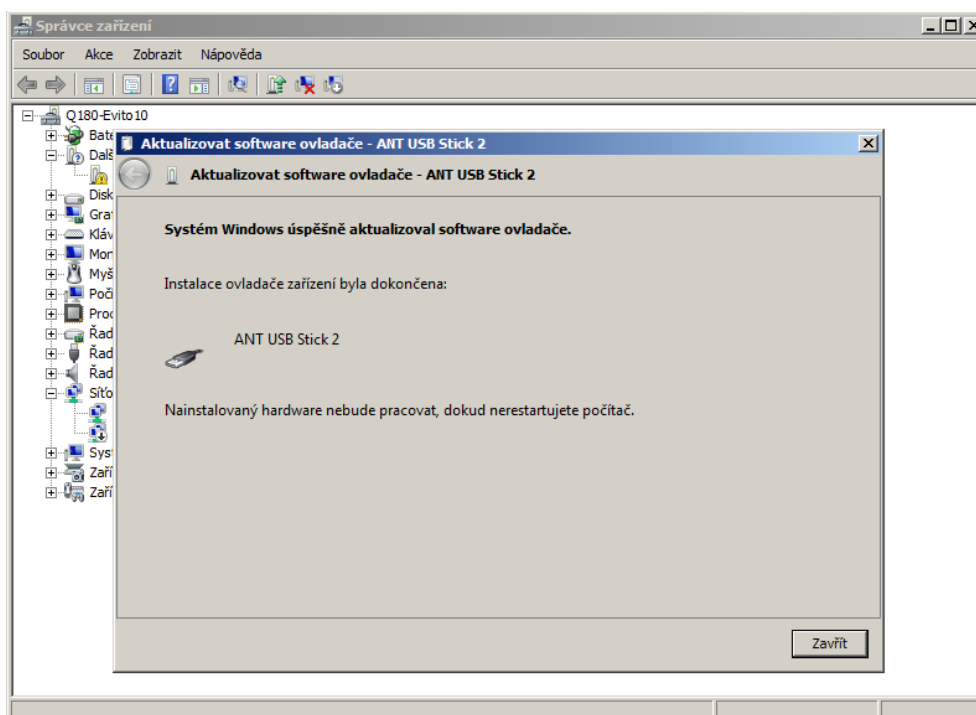 Správce zařízení
Soubor Akce Zobrazit Nápověda
Q180-Evito10
Aktualizovat software ovladače - ANT USB Stick 2
Aktualizovat software ovladače - ANT USB Stick 2
Systém Windows úspěšně aktualizoval software ovladače.
Instalace ovladače zařízení byla dokončena:
ANT USB Stick 2
Nainstalovaný hardware nebude pracovat, dokud nerestartujete počítač.
Zavřít